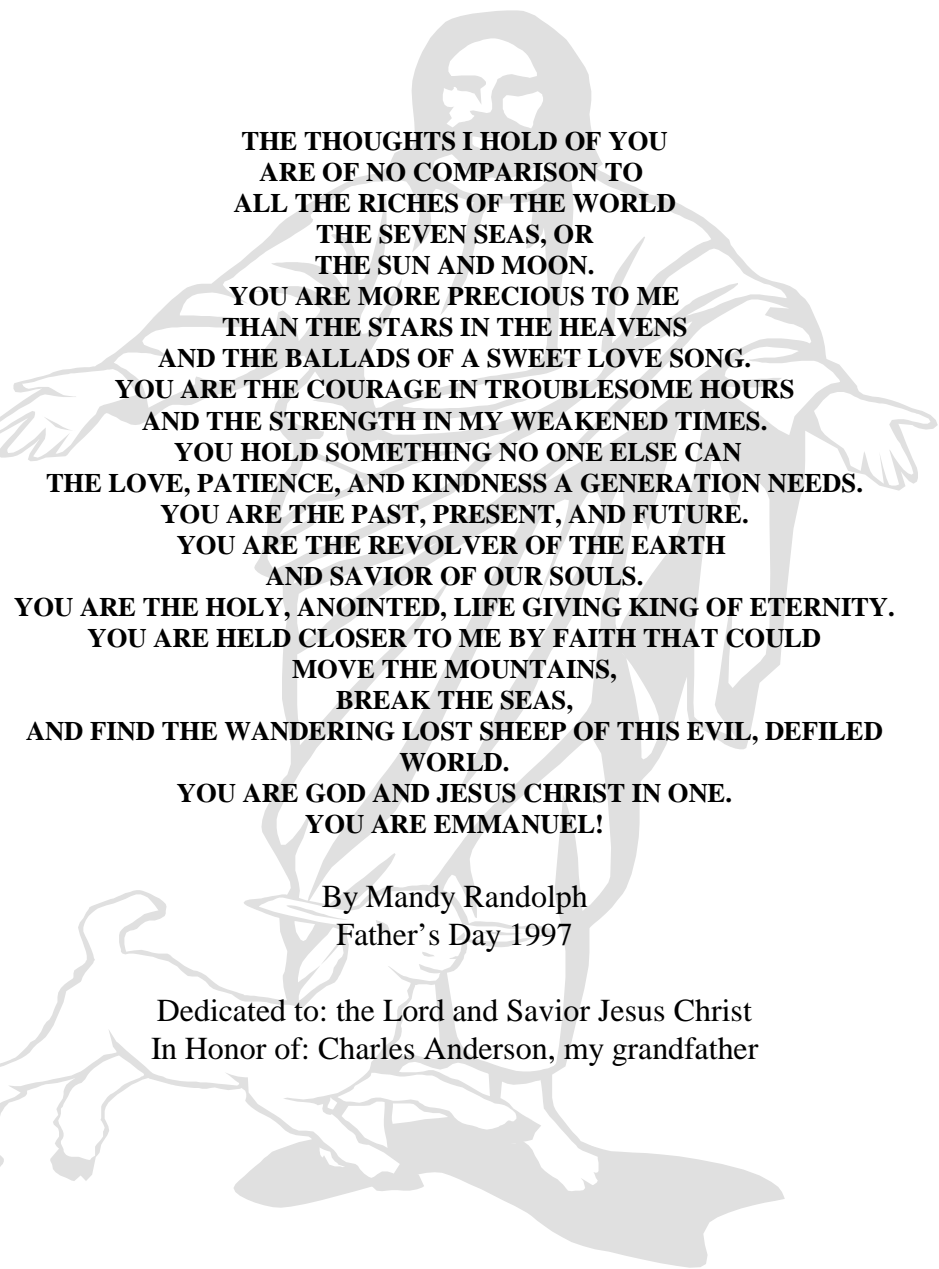 THE THOUGHTS I HOLD OF YOU
ARE OF NO COMPARISON TO
ALL THE RICHES OF THE WORLD
THE SEVEN SEAS, OR
THE SUN AND MOON.
YOU ARE MORE PRECIOUS TO ME
THAN THE STARS IN THE HEAVENS
AND THE BALLADS OF A SWEET LOVE SONG.
YOU ARE THE COURAGE IN TROUBLESOME HOURS
AND THE STRENGTH IN MY WEAKENED TIMES.
YOU HOLD SOMETHING NO ONE ELSE CAN
THE LOVE, PATIENCE, AND KINDNESS A GENERATION NEEDS.
YOU ARE THE PAST, PRESENT, AND FUTURE.
YOU ARE THE REVOLVER OF THE EARTH
AND SAVIOR OF OUR SOULS.
YOU ARE THE HOLY, ANOINTED, LIFE GIVING KING OF ETERNITY.
YOU ARE HELD CLOSER TO ME BY FAITH THAT COULD
MOVE THE MOUNTAINS,
BREAK THE SEAS,
AND FIND THE WANDERING LOST SHEEP OF THIS EVIL, DEFILED
WORLD.
YOU ARE GOD AND JESUS CHRIST IN ONE.
YOU ARE EMMANUEL!
By Mandy Randolph
Father's Day 1997
Dedicated to: the Lord and Savior Jesus Christ
In Honor of: Charles Anderson, my grandfather